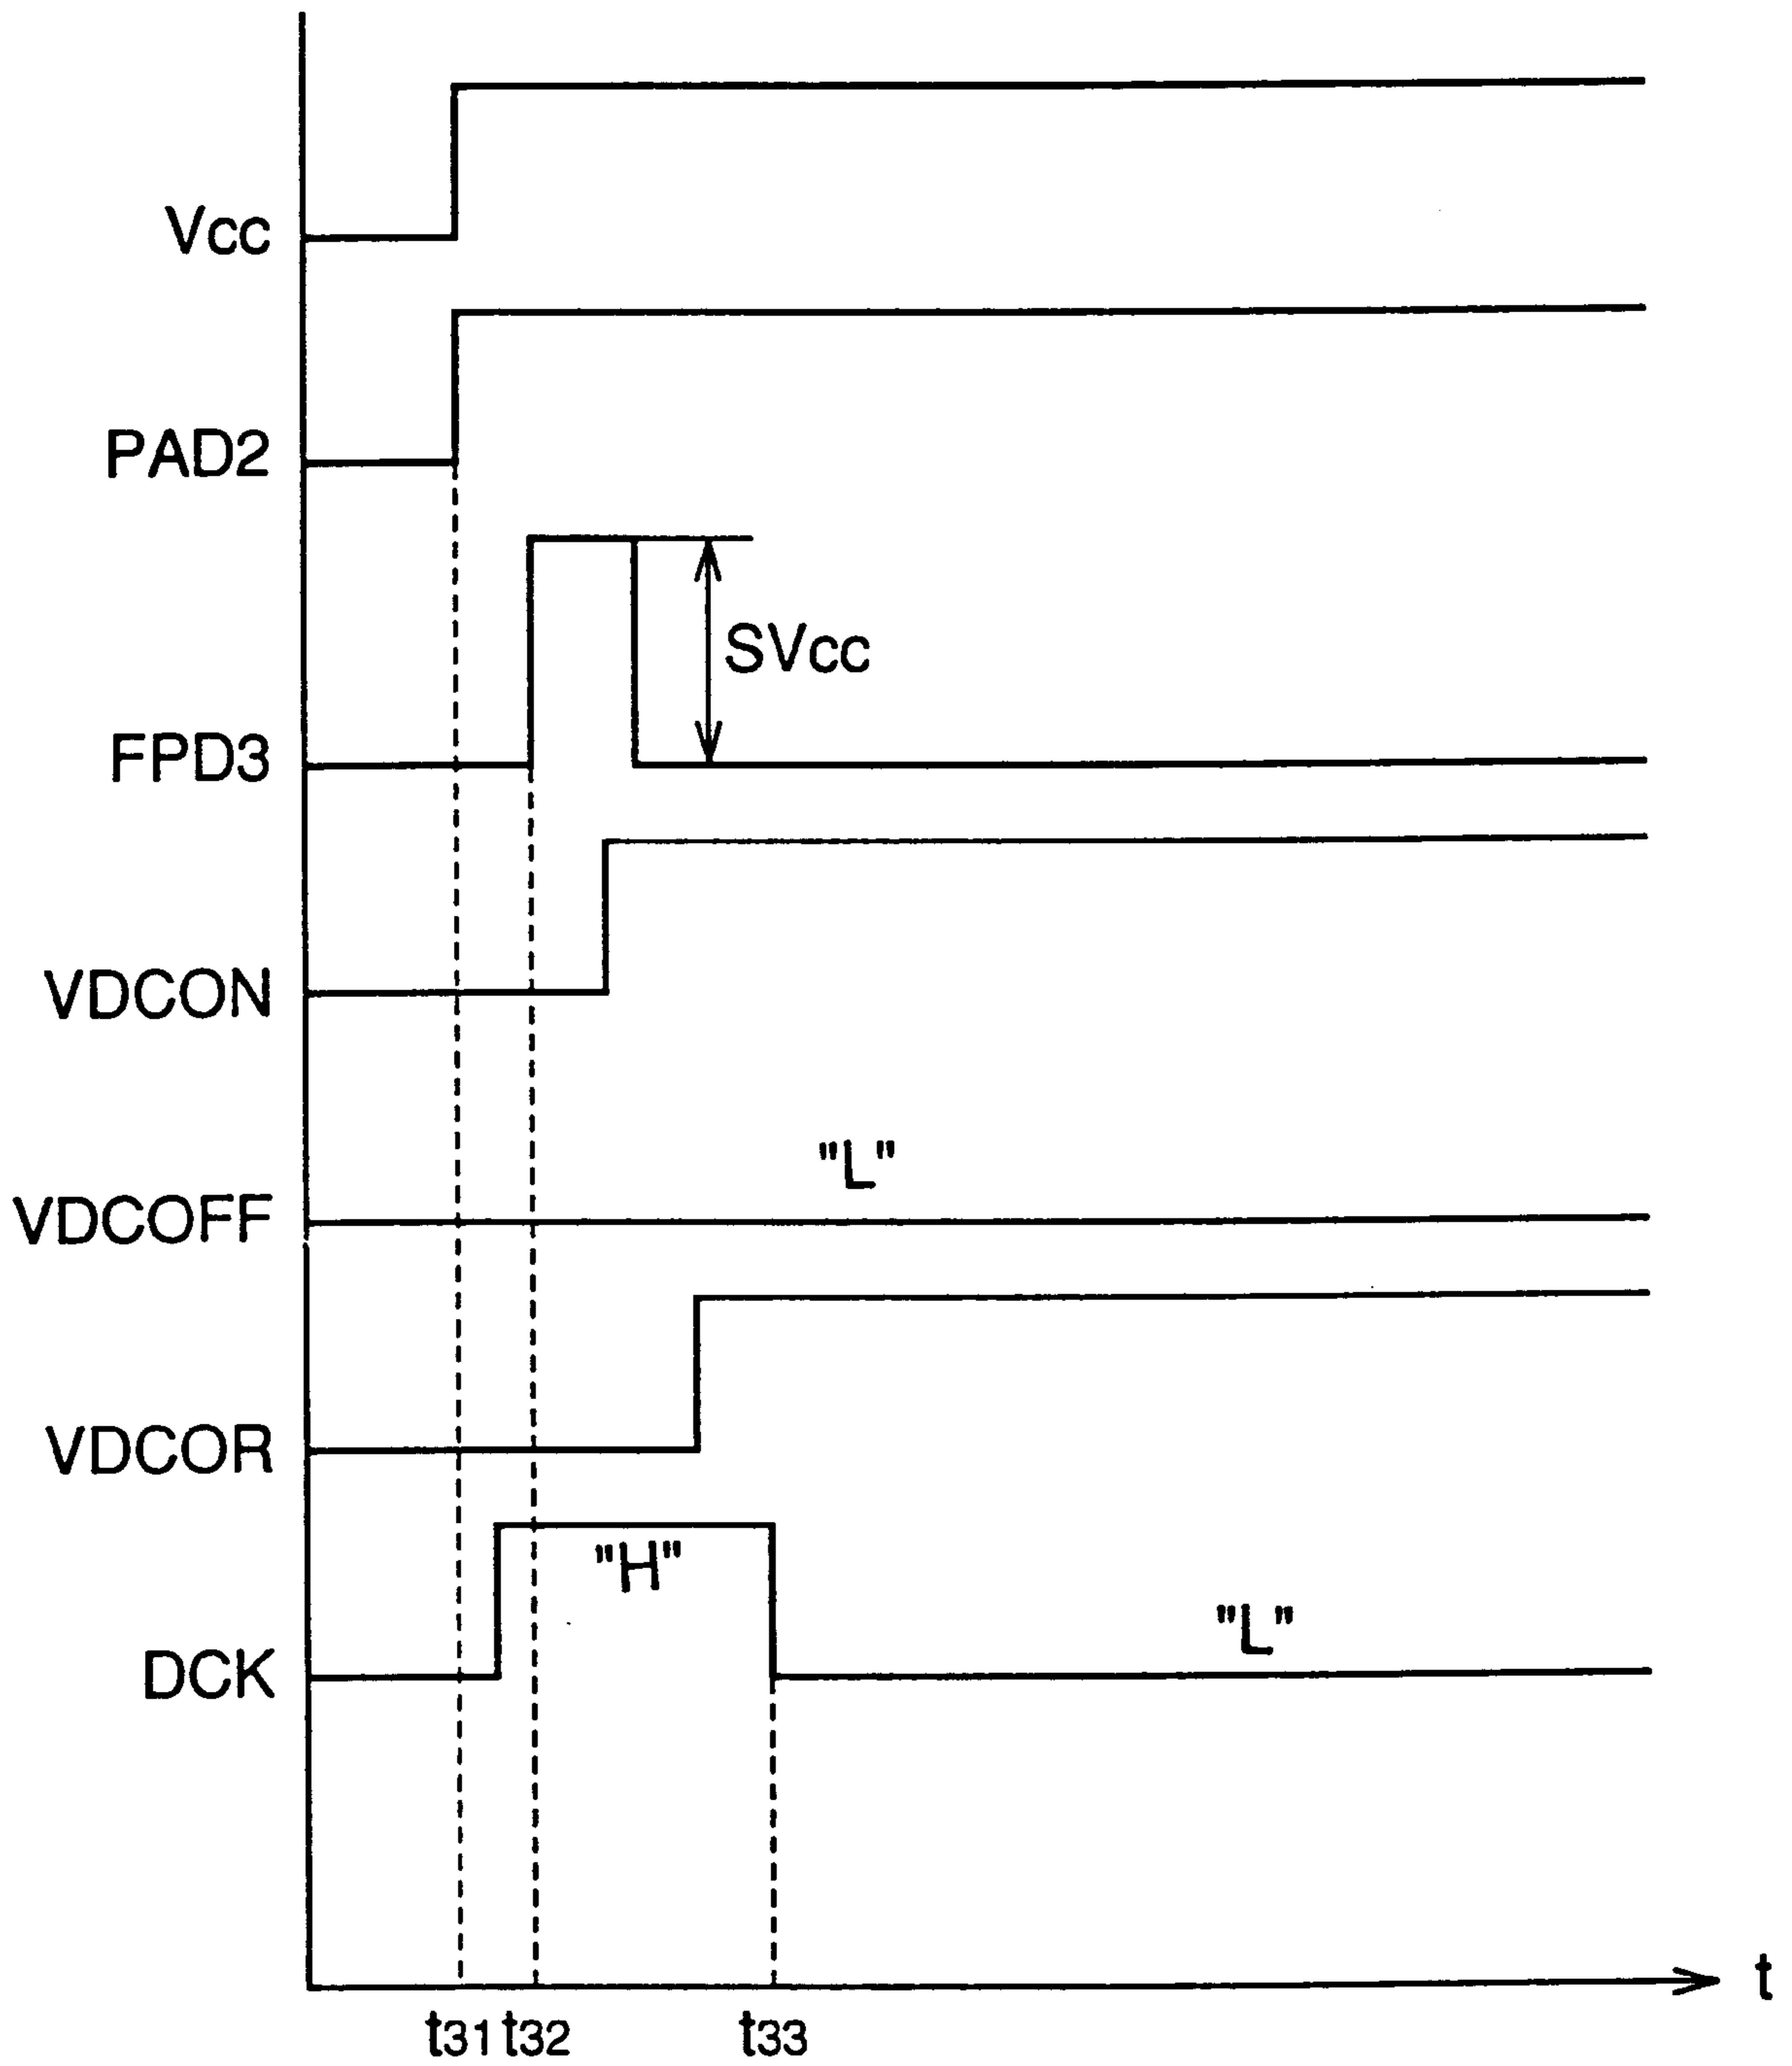 Vcc
PAD2
SVcc
FPD3
VDCON
"L"
VDCOFF
VDCOR
"H"
"L"
DCK
t
t31 t32 t33